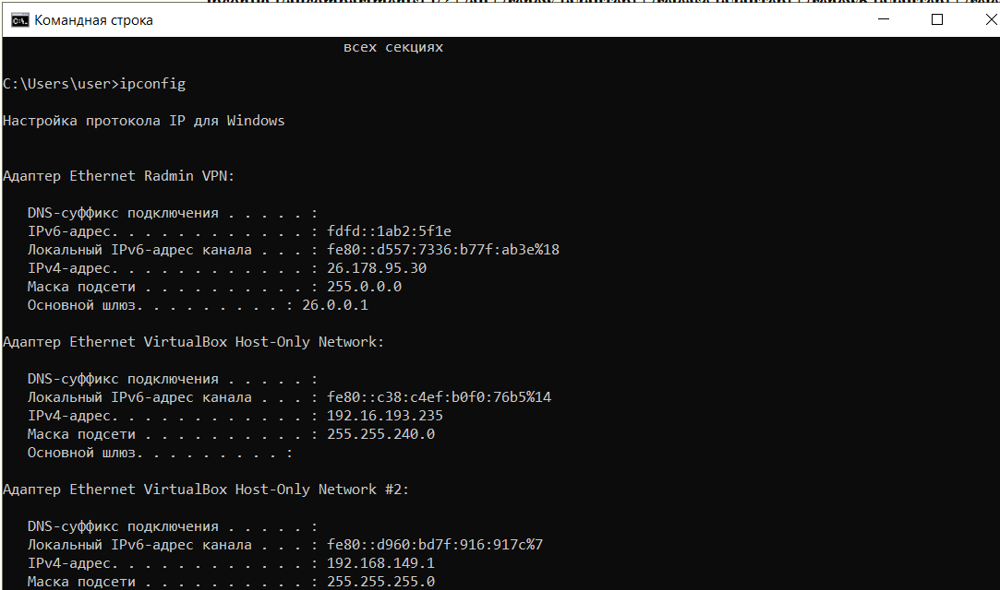 Командная строка
всех секциях
C:\Users\user>ipconfig
Настройка протокола IP для Windows
Адаптер Ethernet Radmin VPN:
DNS-суффикс подключения . . . . . :
IPv6-адрес. . . . . . . . . . . . : fdfd::1ab2:5f1e
Локальный IPv6-адрес канала . . . : fe80::d557:7336:b77f:ab3e%18
IPv4-адрес. . . . . . . . . . . . : 26.178.95.30
Маска подсети . . . . . . . . . . : 255.0.0.0
Основной шлюз. . . . . . . . . : 26.0.0.1
Адаптер Ethernet VirtualBox Host-Only Network:
DNS-суффикс подключения . . . . . :
Локальный IPv6-адрес канала . . . : fe80::c38:c4ef:b0f0:76b5%14
IPv4-адрес. . . . . . . . . . . . : 192.16.193.235
Маска подсети . . . . . . . . . . : 255.255.240.0
Основной шлюз. . . . . . . . . :
Адаптер Ethernet VirtualBox Host-Only Network #2:
DNS-суффикс подключения . . . . . :
Локальный IPv6-адрес канала . . . : fe80::d960:bd7f:916:917c%7
IPv4-адрес. . . . . . . . . . . . : 192.168.149.1
Маска подсети . . . . . . . . . . : 255.255.255.0